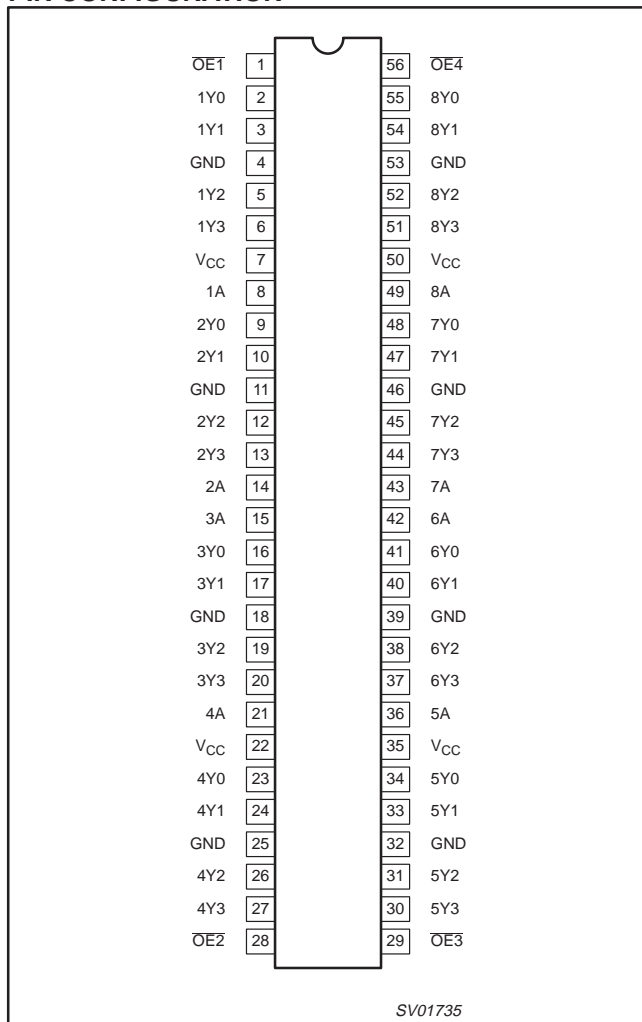 OE1 1 56 OE4
1Y0 2 55 8Y0
1Y1 3 54 8Y1
GND 4 53 GND
1Y2 5 52 8Y2
1Y3 6 51 8Y3
VCC 7 50 VCC
1A 8 49 8A
2Y0 9 48 7Y0
2Y1 10 47 7Y1
GND 11 46 GND
2Y2 12 45 7Y2
2Y3 13 44 7Y3
2A 14 43 7A
3A 15 42 6A
3Y0 16 41 6Y0
3Y1 17 40 6Y1
GND 18 39 GND
3Y2 19 38 6Y2
3Y3 20 37 6Y3
4A 21 36 5A
VCC 22 35 VCC
4Y0 23 34 5Y0
4Y1 24 33 5Y1
GND 25 32 GND
4Y2 26 31 5Y2
4Y3 27 30 5Y3
OE2 28 29 OE3
SV01735